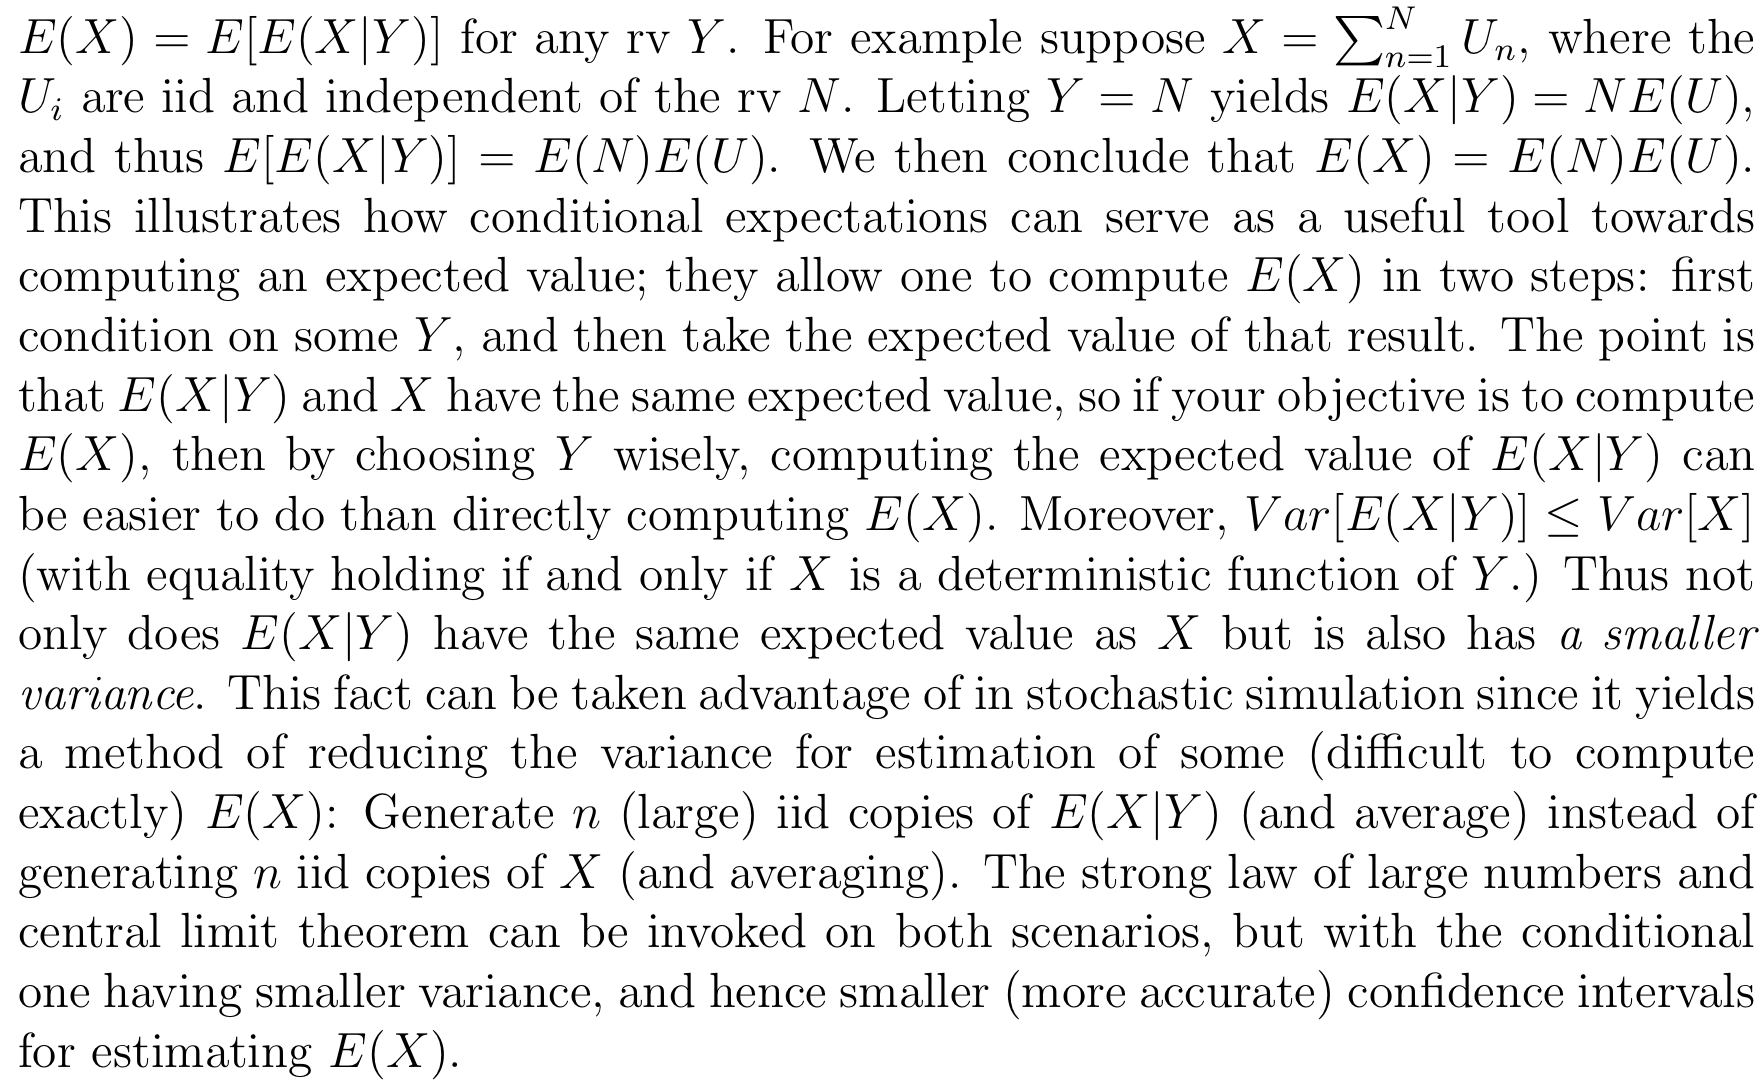 E(X) = E[E(X|Y)] for any rv Y. For example suppose X = ∑_{n=1}^{N} U_n, where the
U_i are iid and independent of the rv N. Letting Y = N yields E(X|Y) = NE(U),
and thus E[E(X|Y)] = E(N)E(U). We then conclude that E(X) = E(N)E(U).
This illustrates how conditional expectations can serve as a useful tool towards
computing an expected value; they allow one to compute E(X) in two steps: first
condition on some Y, and then take the expected value of that result. The point is
that E(X|Y) and X have the same expected value, so if your objective is to compute
E(X), then by choosing Y wisely, computing the expected value of E(X|Y) can
be easier to do than directly computing E(X). Moreover, Var[E(X|Y)] ≤ Var[X]
(with equality holding if and only if X is a deterministic function of Y.) Thus not
only does E(X|Y) have the same expected value as X but is also has a smaller
variance. This fact can be taken advantage of in stochastic simulation since it yields
a method of reducing the variance for estimation of some (difficult to compute
exactly) E(X): Generate n (large) iid copies of E(X|Y) (and average) instead of
generating n iid copies of X (and averaging). The strong law of large numbers and
central limit theorem can be invoked on both scenarios, but with the conditional
one having smaller variance, and hence smaller (more accurate) confidence intervals
for estimating E(X).